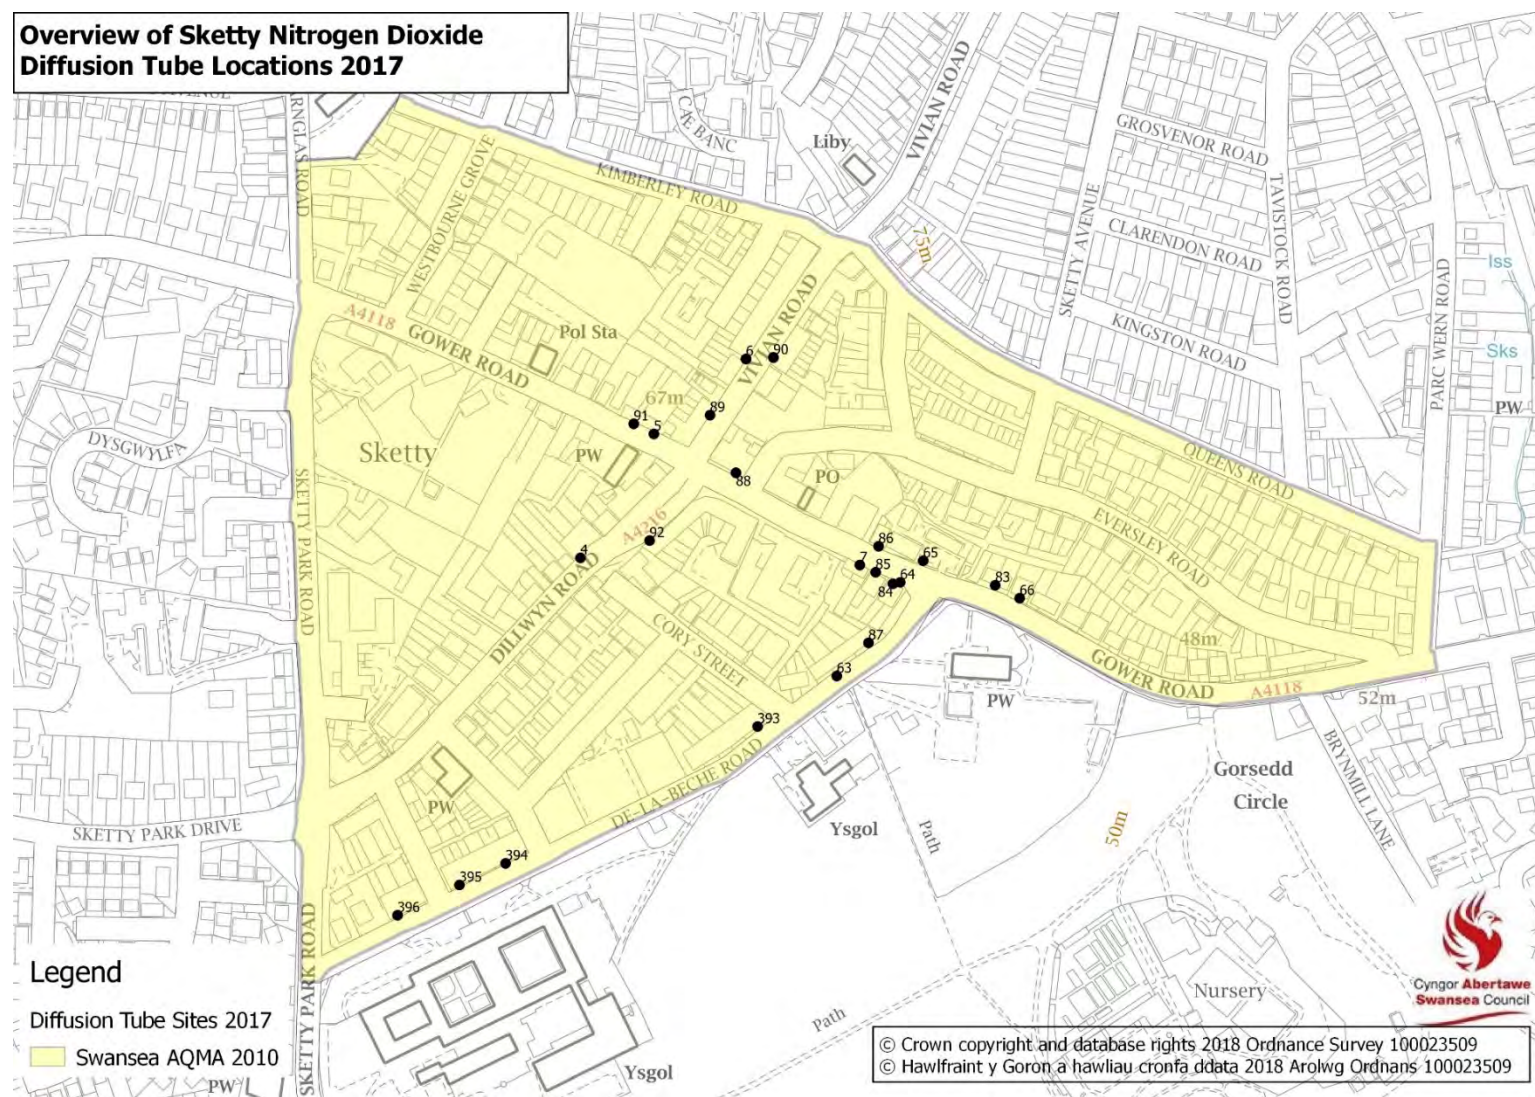 Overview of Sketty Nitrogen Dioxide
Diffusion Tube Locations 2017
VIVIAN ROAD
CAE BANC
Liby
GROSVENOR ROAD
TAVISTOCK ROAD
KIMBERLEY ROAD
WESTBOURNE GROVE
SKETTY AVENUE
CLARENDON ROAD
75m
Iss
PARC WERN ROAD
A4118
GOWER ROAD
Pol Sta
VIVIAN ROAD
KINGSTON ROAD
Sks
6
90
67m
89
PW
91
5
DYSGWYLFA
Sketty
PW
88
PO
QUEENS ROAD
SKETTY PARK ROAD
A4216
92
4
EVERSLEY ROAD
86
65
7
85
64
84
83
66
DILLWYN ROAD
CORY STREET
87
48m
63
GOWER ROAD
A4118
52m
PW
393
DE-LA-BECHE ROAD
BRYNMILL LANE
Gorsedd
Circle
PW
SKETTY PARK DRIVE
Ysgol
Path
50m
394
395
396
SKETTY PARK ROAD
Legend
Diffusion Tube Sites 2017
Swansea AQMA 2010
PW
Ysgol
Path
Nursery
Cyngor Abertawe
Swansea Council
© Crown copyright and database rights 2018 Ordnance Survey 100023509
© Hawlfraint y Goron a hawliau cronfa ddata 2018 Arolwg Ordnans 100023509